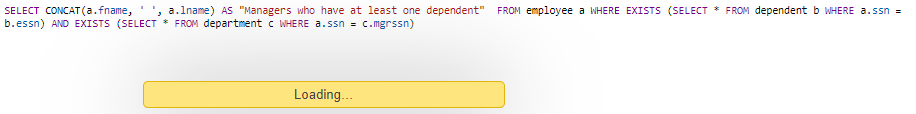 SELECT CONCAT(a.fname, ' ', a.lname) AS "Managers who have at least one dependent"  FROM employee a WHERE EXISTS (SELECT * FROM dependent b WHERE a.ssn =
b.essn) AND EXISTS (SELECT * FROM department c WHERE a.ssn = c.mgrssn)
Loading...